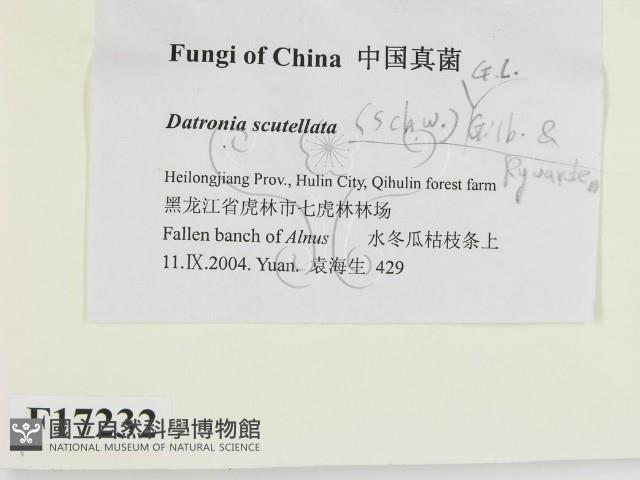 Fungi of China 中国真菌
G.L.
Datronia scutellata (Schw.) Gilb. &
Ryvarden
Heilongjiang Prov., Hulin City, Qihulin forest farm
黑龙江省虎林市七虎林林场
Fallen banch of Alnus 水冬瓜枯枝条上
11.Ⅸ.2004. Yuan. 袁海生 429
F17232
國立自然科學博物館
NATIONAL MUSEUM OF NATURAL SCIENCE